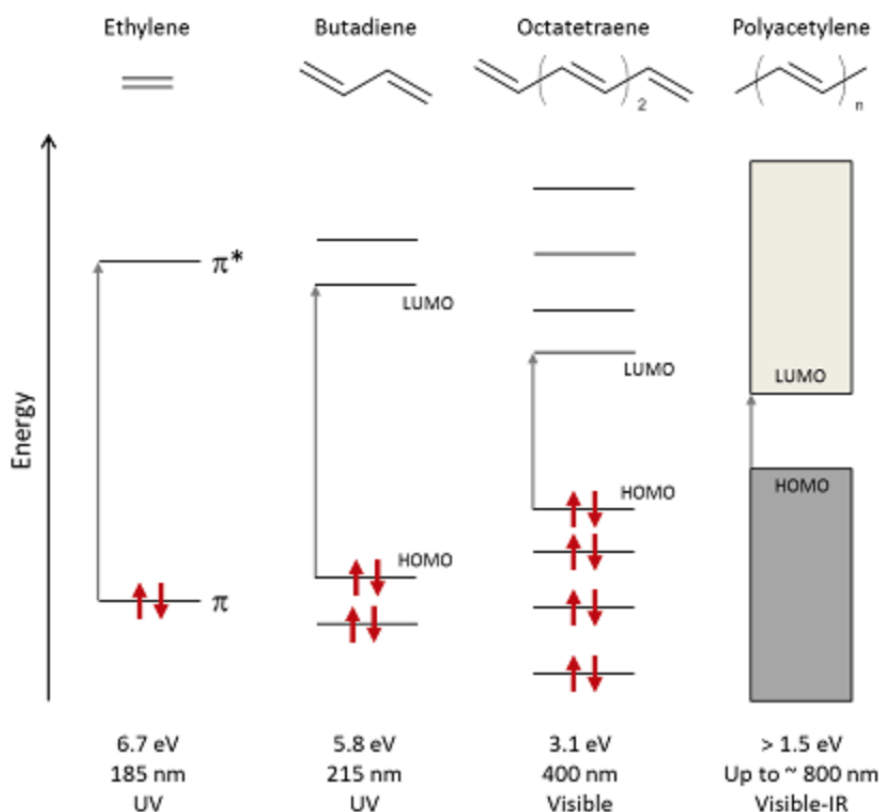 Ethylene Butadiene Octatetraene Polyacetylene
2 n
π*
LUMO
LUMO
LUMO
Energy
HOMO
HOMO
HOMO
π
6.7 eV 5.8 eV 3.1 eV > 1.5 eV
185 nm 215 nm 400 nm Up to ~ 800 nm
UV UV Visible Visible-IR